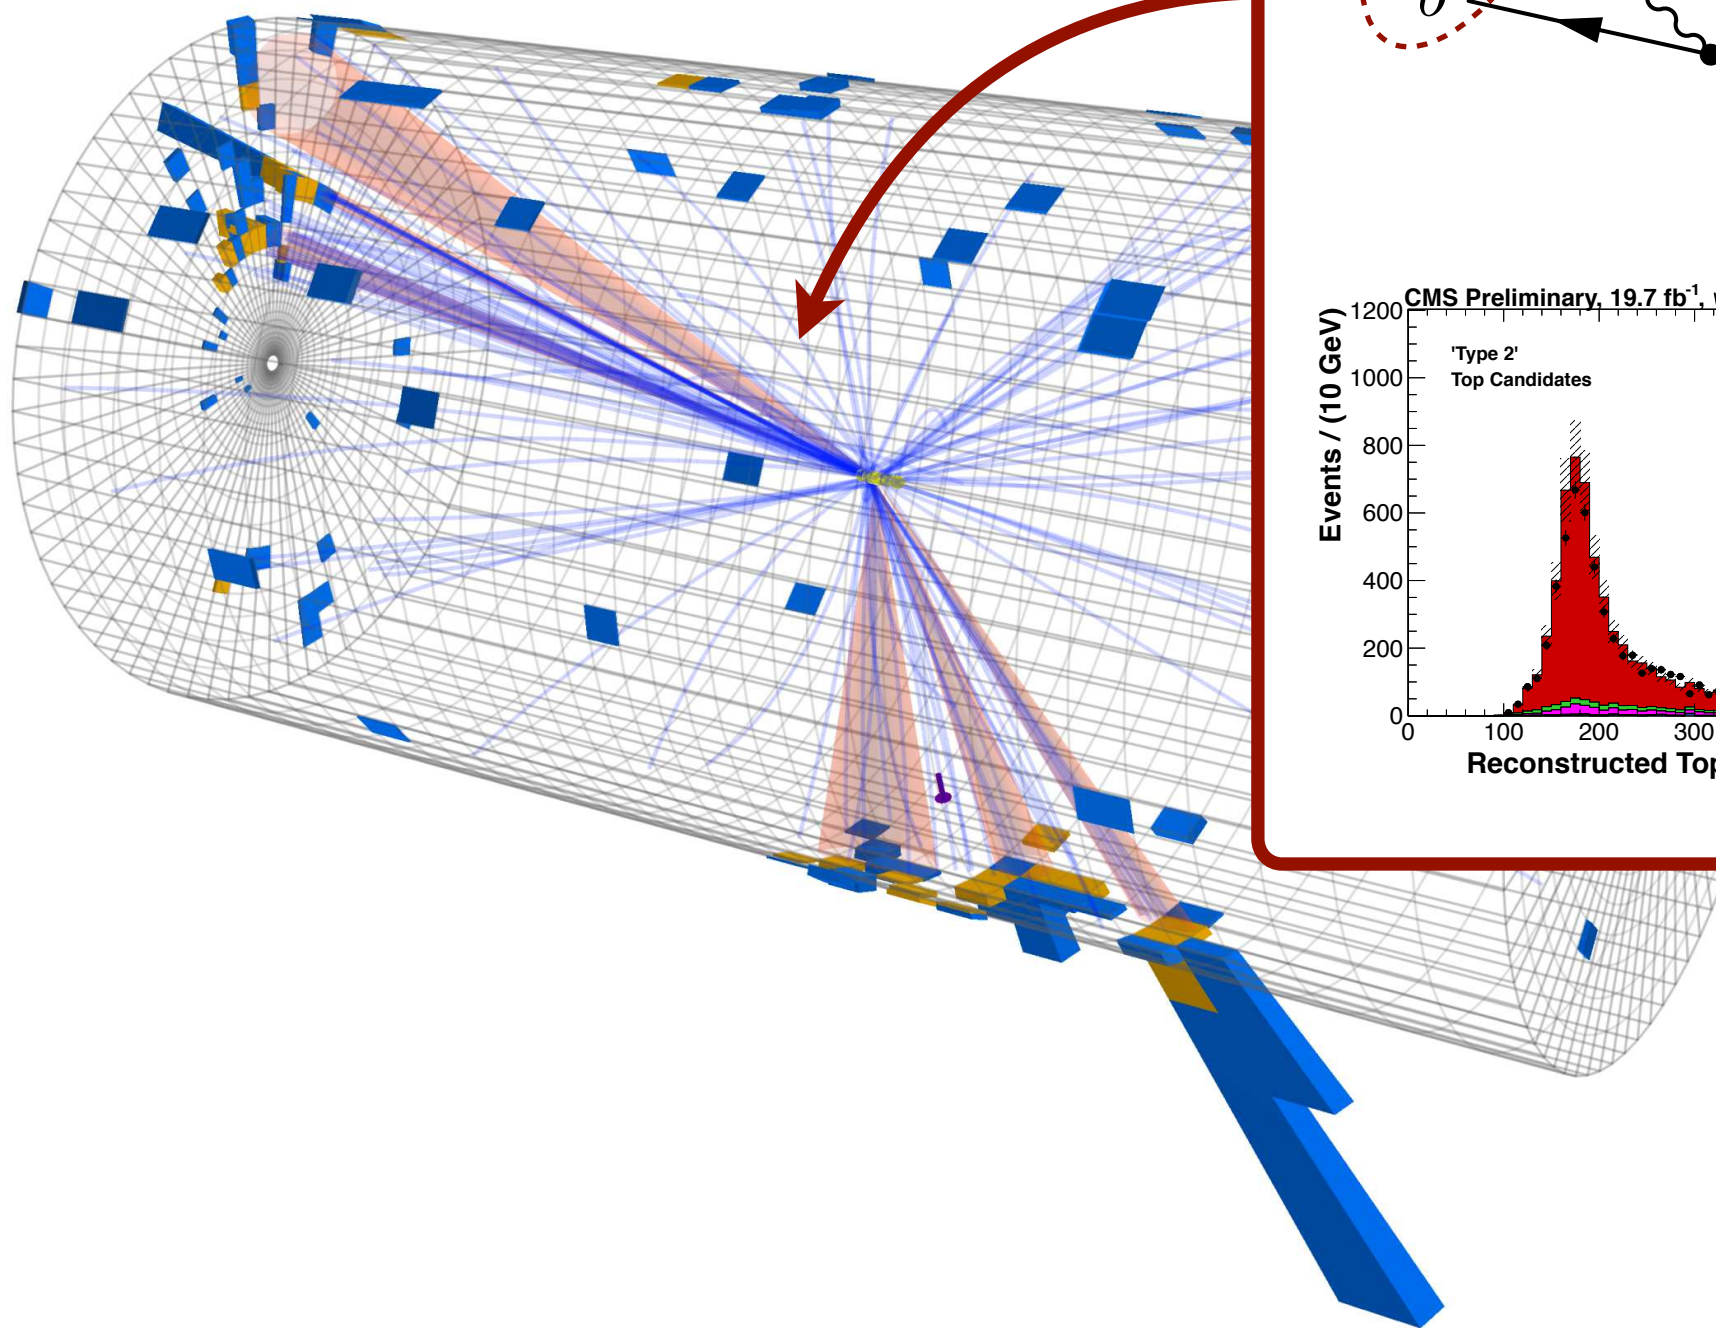 CMS Preliminary, 19.7 fb-1,
'Type 2'
Top Candidates
Events / (10 GeV)
1200
1000
800
600
400
200
0
0 100 200 300
Reconstructed